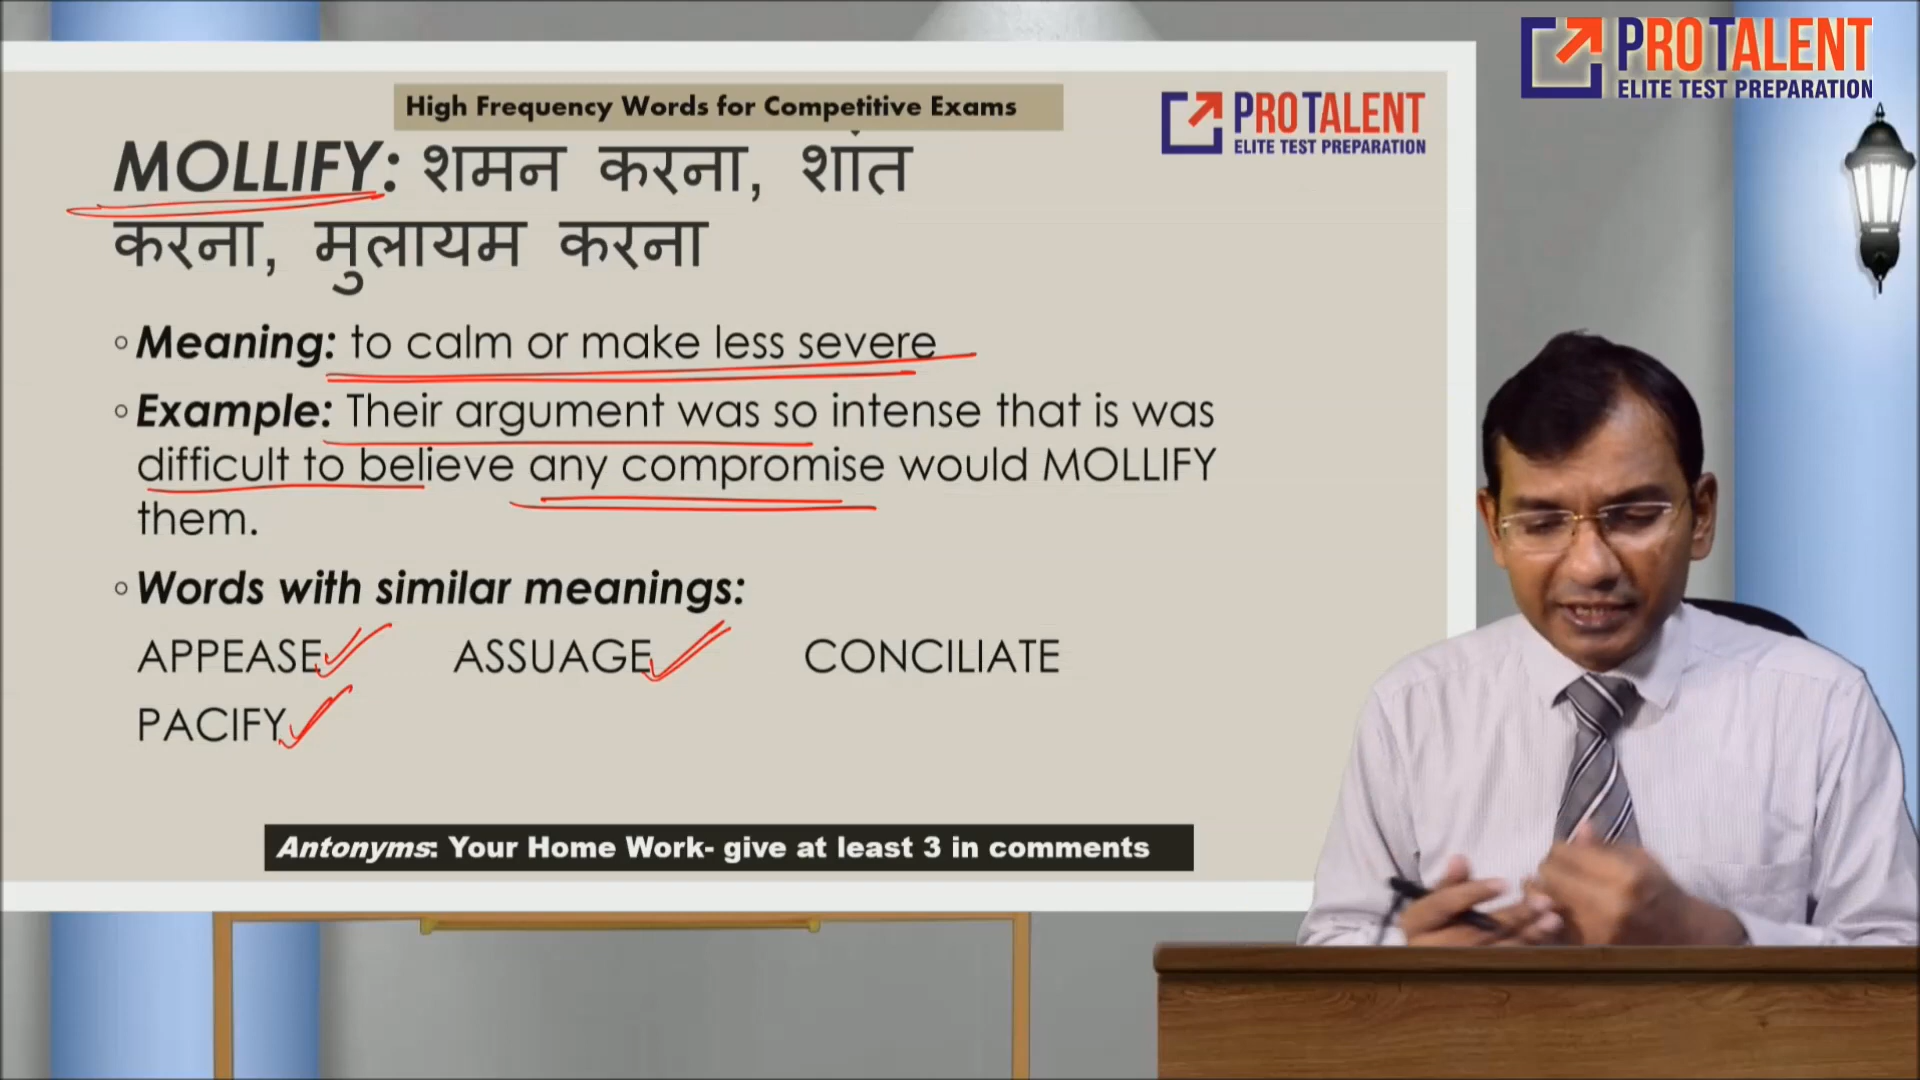 PROTALENT
ELITE TEST PREPARATION
High Frequency Words for Competitive Exams
PROTALENT
ELITE TEST PREPARATION
MOLLIFY: शमन करना, शांत
करना, मुलायम करना
Meaning: to calm or make less severe
Example: Their argument was so intense that is was
difficult to believe any compromise would MOLLIFY
them.
Words with similar meanings:
APPEASE ASSUAGE CONCILIATE
PACIFY
Antonyms: Your Home Work- give at least 3 in comments